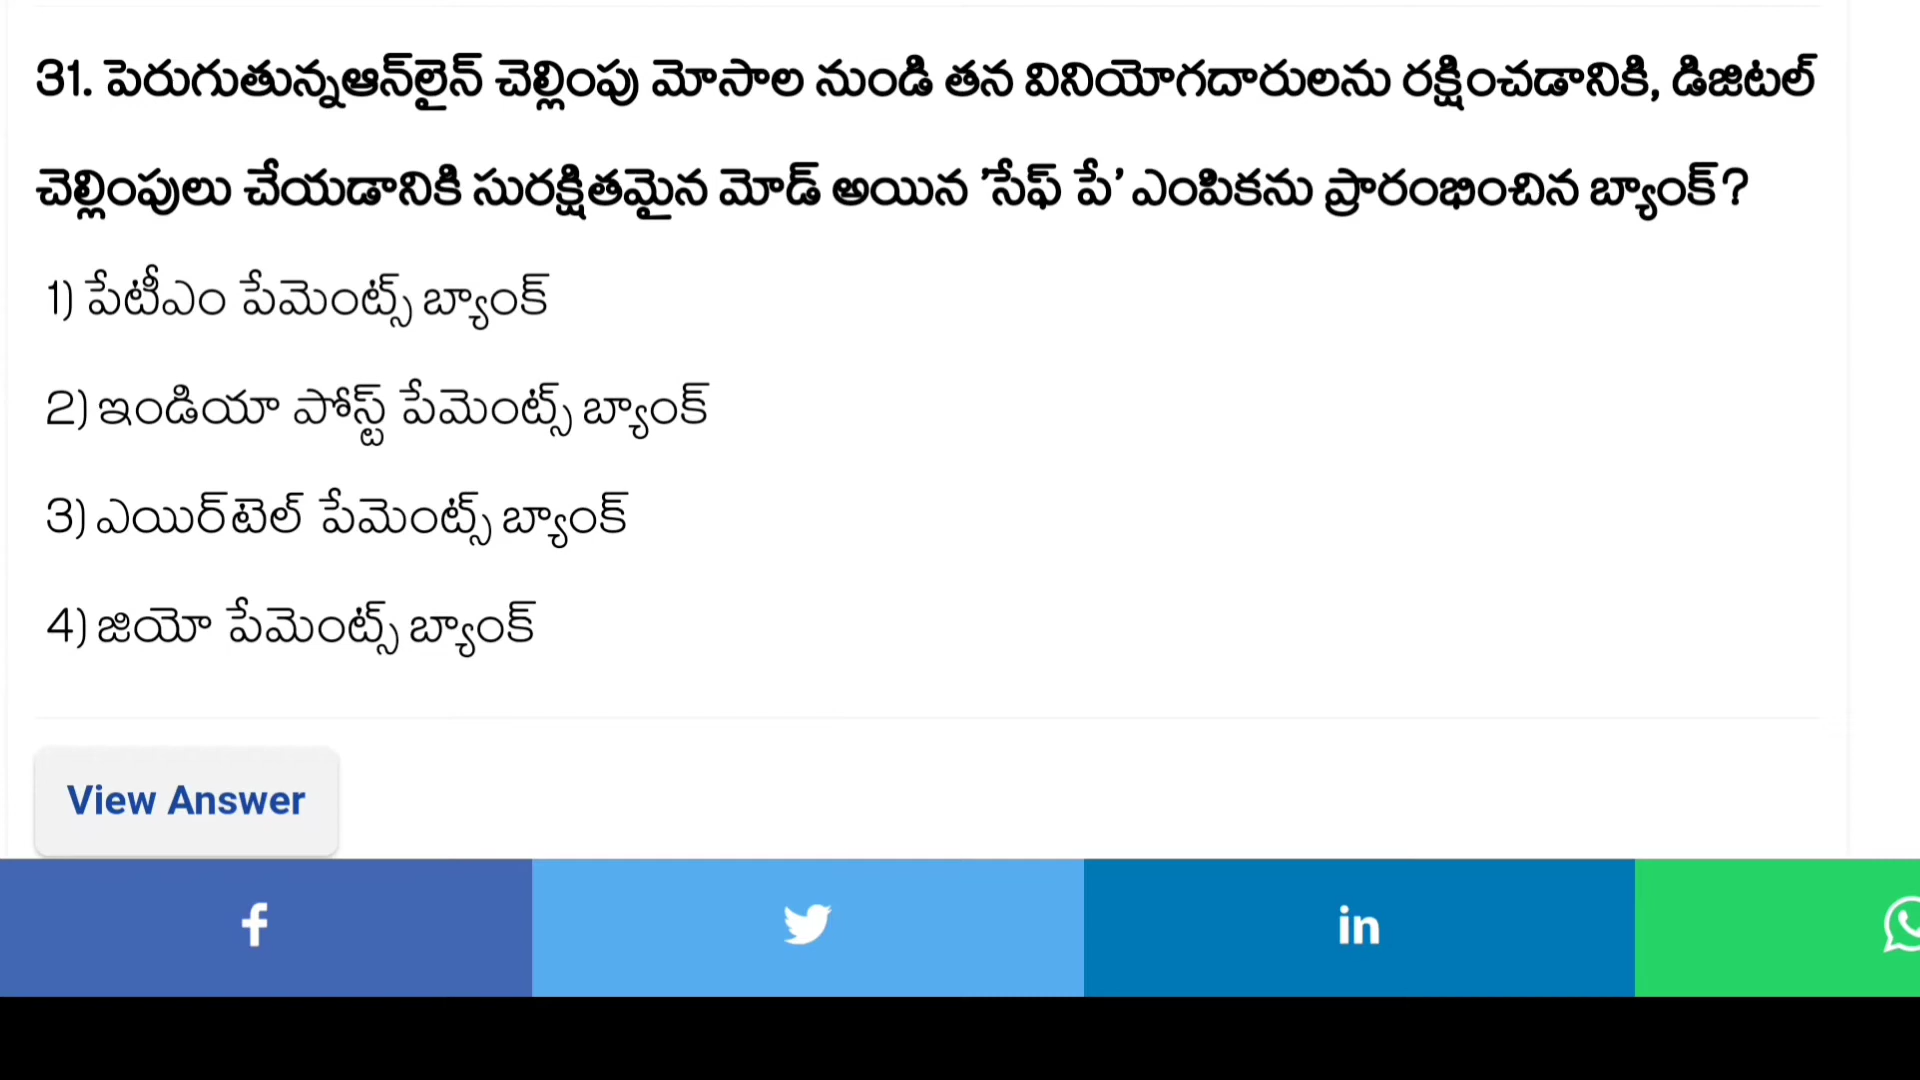 31. పెరుగుతున్నఆన్‌లైన్ చెల్లింపు మోసాల నుండి తన వినియోగదారులను రక్షించడానికి, డిజిటల్
చెల్లింపులు చేయడానికి సురక్షితమైన మోడ్ అయిన 'సేఫ్ పే' ఎంపికను ప్రారంభించిన బ్యాంక్?
1) పేటీఎం పేమెంట్స్ బ్యాంక్
2) ఇండియా పోస్ట్ పేమెంట్స్ బ్యాంక్
3) ఎయిర్‌టెల్ పేమెంట్స్ బ్యాంక్
4) జియో పేమెంట్స్ బ్యాంక్
View Answer